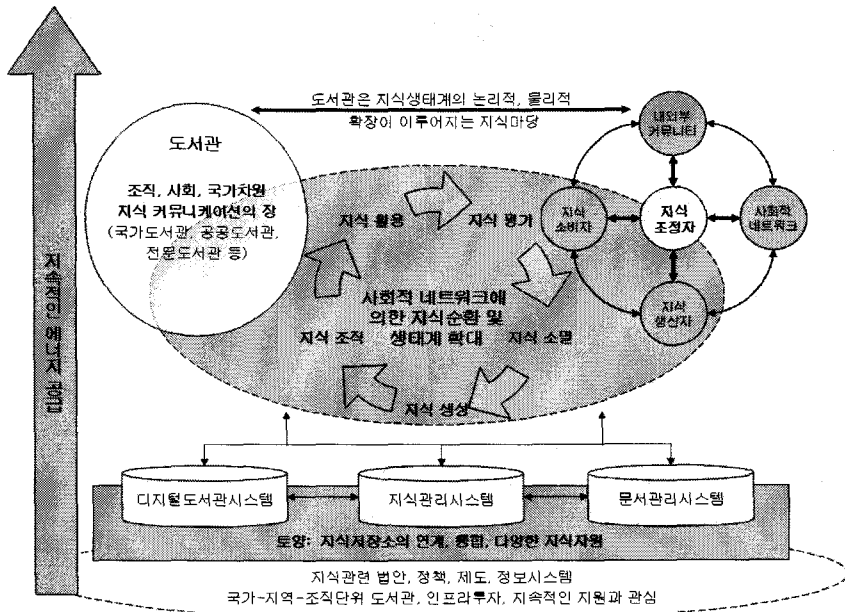 도서관은 지식생태계의 논리적, 물리적
확장이 이루어지는 지식마당
도서관
조직, 사회, 국가차원
지식 커뮤니케이션의 장
(국가도서관, 공공도서관,
전문도서관 등)
내외부
커뮤니티
지식
소비자
지식
조정자
사회적
네트워크
지식
생산자
지식 활용
지식 평가
사회적 네트워크에
의한 지식순환 및
생태계 확대
지식 조직
지식 소멸
지식 생성
지속적인 에너지 공급
디지털도서관시스템
지식관리시스템
문서관리시스템
토양: 지식저장소의 연계, 통합, 다양한 지식자원
지식관련 법안, 정책, 제도, 정보시스템
국가-지역-조직단위 도서관, 인프라투자, 지속적인 지원과 관심